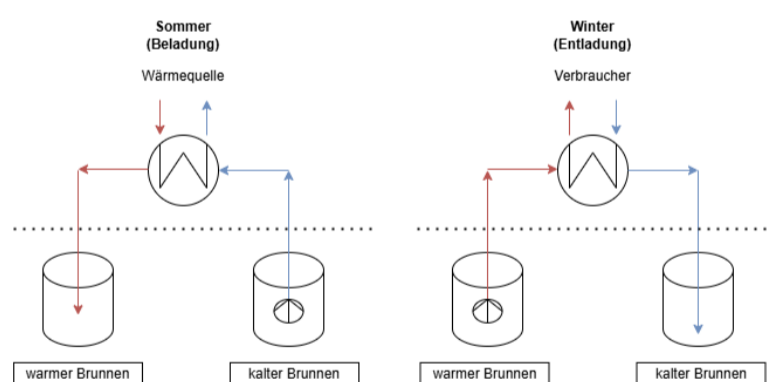 Sommer
(Beladung)
Wärmequelle
Winter
(Entladung)
Verbraucher
warmer Brunnen
kalter Brunnen
warmer Brunnen
kalter Brunnen